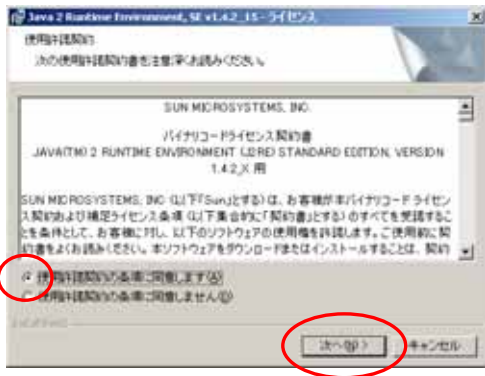 Java 2 Runtime Environment, SE v1.4.2_15 - ライセンス
使用許諾契約
次の使用許諾契約書を注意深くお読みください。
SUN MICROSYSTEMS, INC.
バイナリコードライセンス契約書
JAVA(TM) 2 RUNTIME ENVIRONMENT (J2RE) STANDARD EDITION, VERSION
1.4.2_X 用
SUN MICROSYSTEMS, INC. (以下「Sun」とする) は、お客様が本バイナリコード ライセン
ス契約および補足ライセンス条項 (以下集合的に「契約書」とする) のすべてを受諾するこ
とを条件として、お客様に対し、以下のソフトウェアの使用権を許諾します。ご使用前に契
約書をよくお読みください。本ソフトウェアをダウンロードまたはインストールすることは、契約
使用許諾契約の条項に同意します(A)
使用許諾契約の条項に同意しません(D)
InstallShield
次へ(N) >
キャンセル